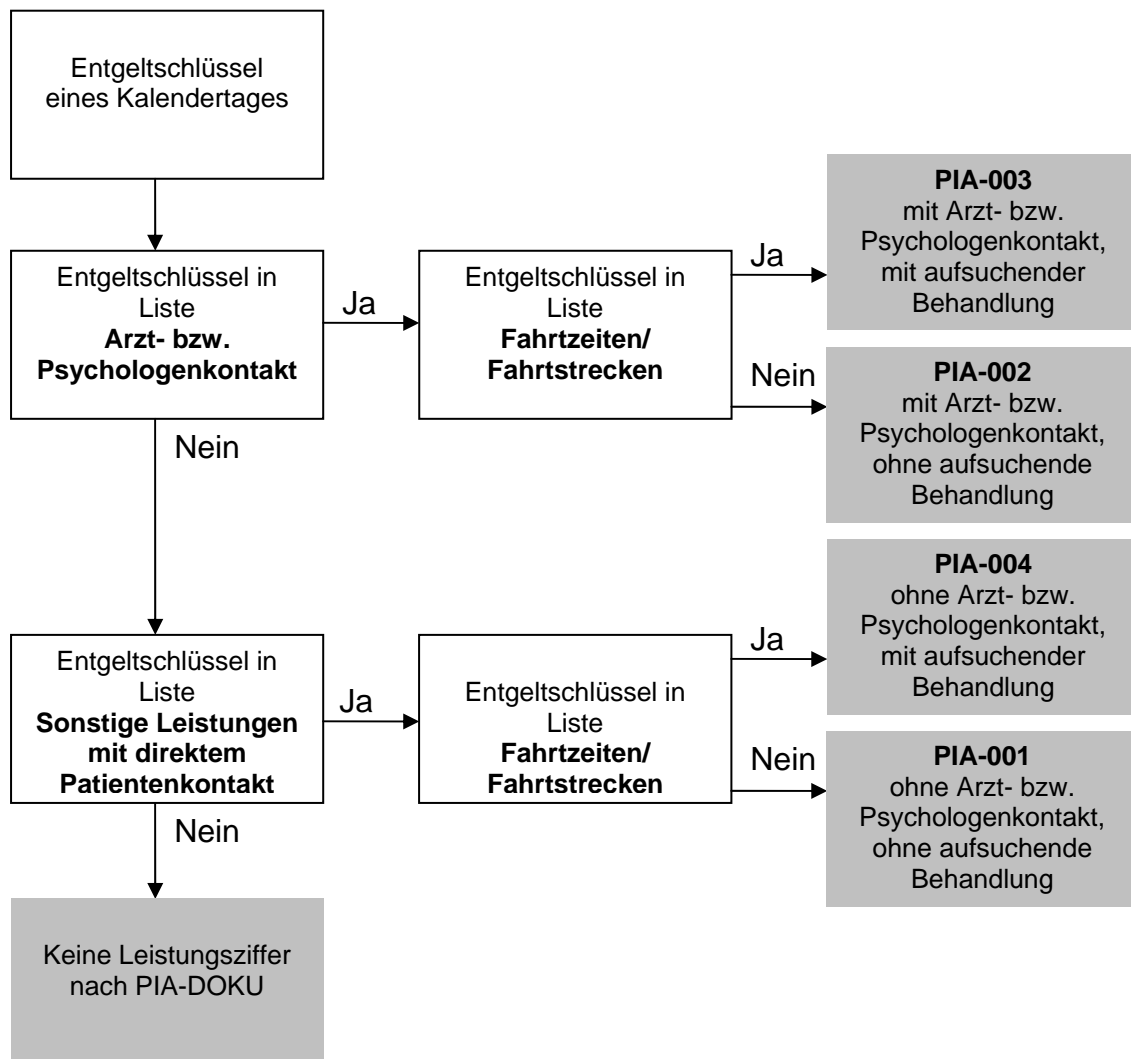 Entgeltschlüssel
eines Kalendertages
Entgeltschlüssel in
Liste
Arzt- bzw.
Psychologenkontakt
Ja
Entgeltschlüssel in
Liste
Fahrtzeiten/
Fahrtstrecken
Ja
PIA-003
mit Arzt- bzw.
Psychologenkontakt,
mit aufsuchender
Behandlung
Nein
PIA-002
mit Arzt- bzw.
Psychologenkontakt,
ohne aufsuchende
Behandlung
Nein
Entgeltschlüssel in
Liste
Sonstige Leistungen
mit direktem
Patientenkontakt
Ja
Entgeltschlüssel in
Liste
Fahrtzeiten/
Fahrtstrecken
Ja
PIA-004
ohne Arzt- bzw.
Psychologenkontakt,
mit aufsuchender
Behandlung
Nein
PIA-001
ohne Arzt- bzw.
Psychologenkontakt,
ohne aufsuchende
Behandlung
Nein
Keine Leistungsziffer
nach PIA-DOKU